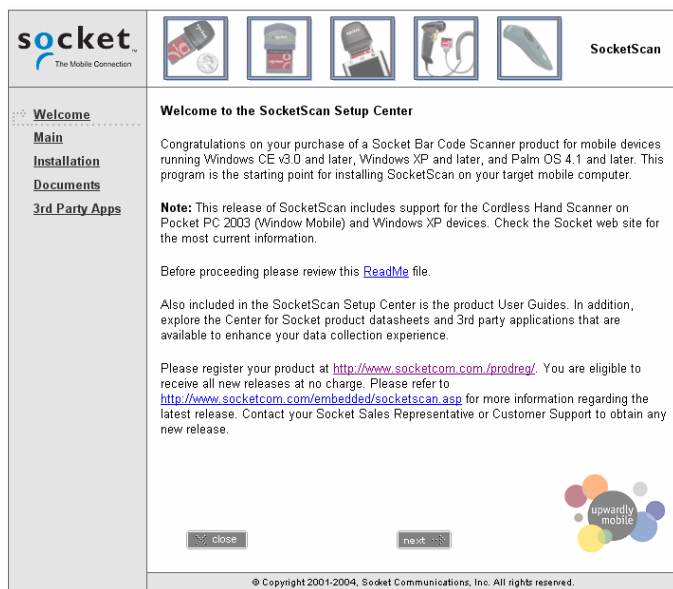 socket
The Mobile Connection
SocketScan
Welcome
Main
Installation
Documents
3rd Party Apps
Welcome to the SocketScan Setup Center
Congratulations on your purchase of a Socket Bar Code Scanner product for mobile devices
running Windows CE v3.0 and later, Windows XP and later, and Palm OS 4.1 and later. This
program is the starting point for installing SocketScan on your target mobile computer.
Note: This release of SocketScan includes support for the Cordless Hand Scanner on
Pocket PC 2003 (Window Mobile) and Windows XP devices. Check the Socket web site for
the most current information.
Before proceeding please review this ReadMe file.
Also included in the SocketScan Setup Center is the product User Guides. In addition,
explore the Center for Socket product datasheets and 3rd party applications that are
available to enhance your data collection experience.
Please register your product at http://www.socketcom.com./prodreg/. You are eligible to
receive all new releases at no charge. Please refer to
http://www.socketcom.com/embedded/socketscan.asp for more information regarding the
latest release. Contact your Socket Sales Representative or Customer Support to obtain any
new release.
upwardly
mobile
close
next
© Copyright 2001-2004, Socket Communications, Inc. All rights reserved.